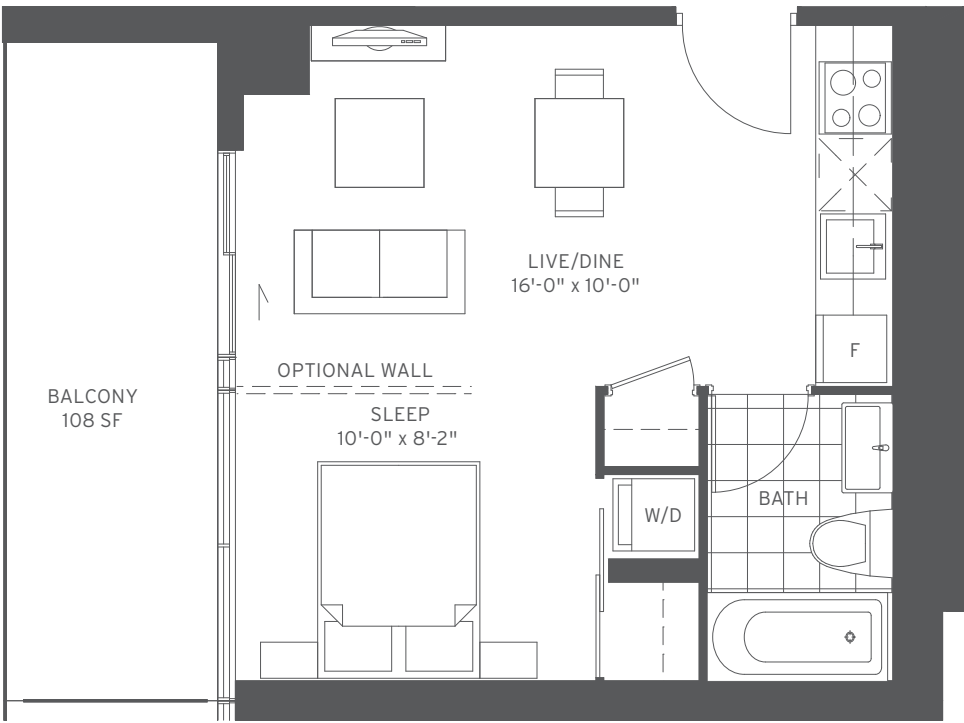 LIVE/DINE
16'-0" x 10'-0"
F
OPTIONAL WALL
BALCONY
108 SF
SLEEP
10'-0" x 8'-2"
W/D
BATH